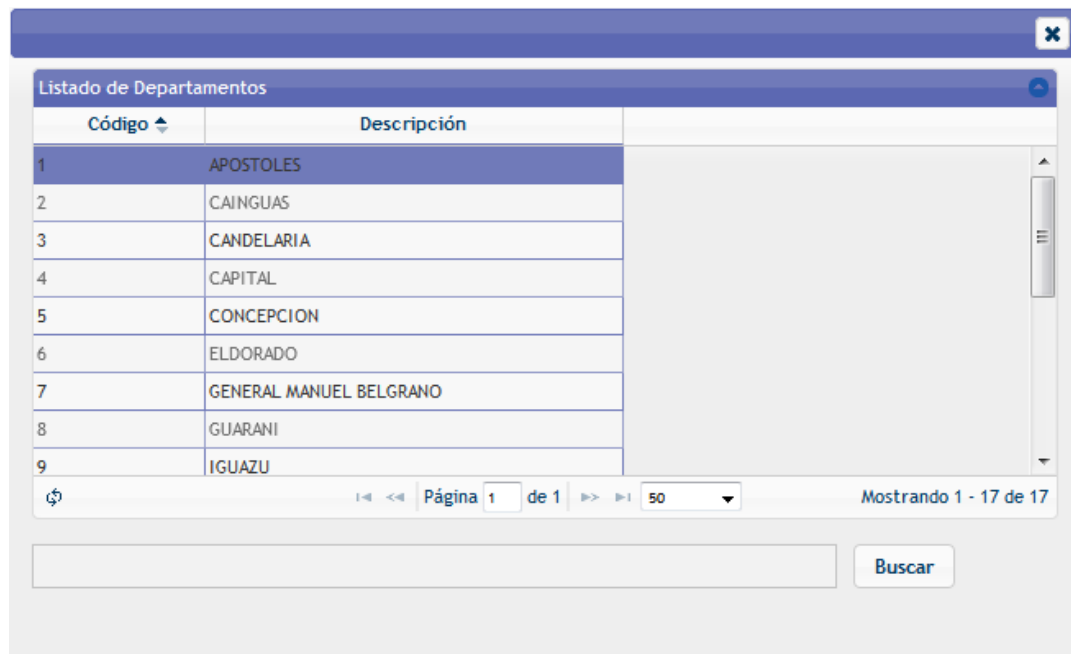 Listado de Departamentos
Código Descripción
1 APOSTOLES
2 CAINGUAS
3 CANDELARIA
4 CAPITAL
5 CONCEPCION
6 ELDORADO
7 GENERAL MANUEL BELGRANO
8 GUARANI
9 IGUAZU
Página 1 de 1 50 Mostrando 1 - 17 de 17
Buscar